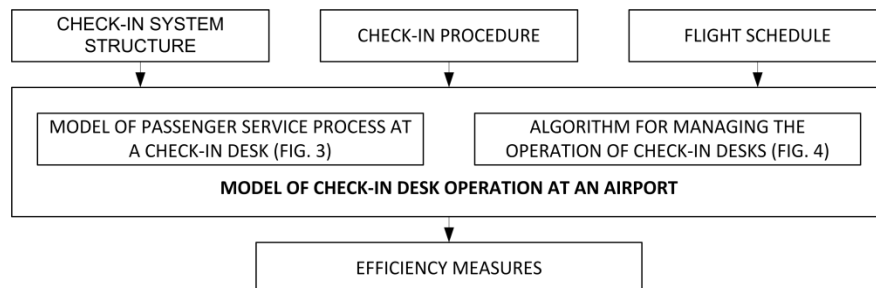 CHECK-IN SYSTEM
STRUCTURE
CHECK-IN PROCEDURE
FLIGHT SCHEDULE
MODEL OF PASSENGER SERVICE PROCESS AT
A CHECK-IN DESK (FIG. 3)
ALGORITHM FOR MANAGING THE
OPERATION OF CHECK-IN DESKS (FIG. 4)
MODEL OF CHECK-IN DESK OPERATION AT AN AIRPORT
EFFICIENCY MEASURES